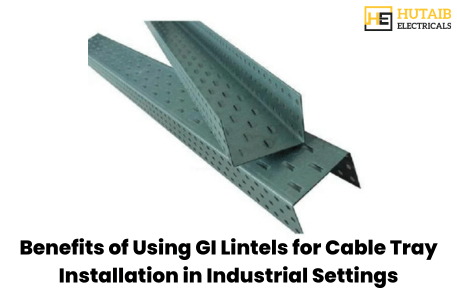 HUTAIB
ELECTRICALS
Benefits of Using GI Lintels for Cable Tray
Installation in Industrial Settings